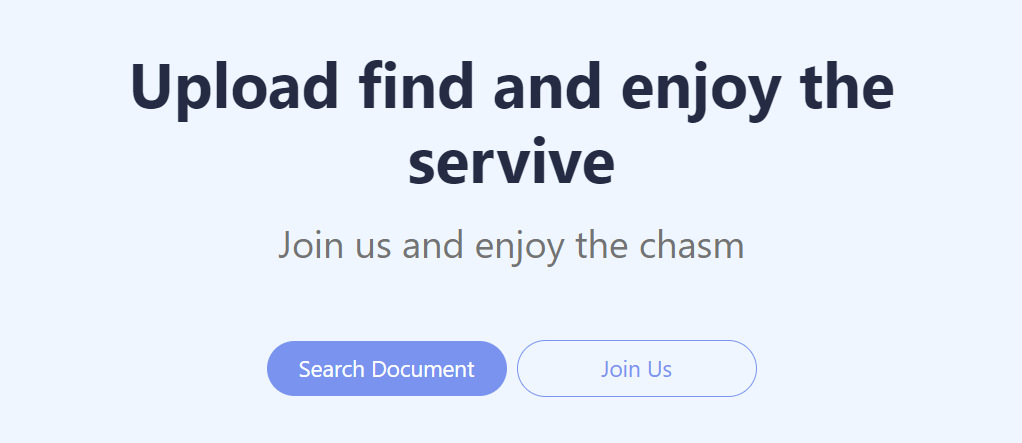 Upload find and enjoy the
servive
Join us and enjoy the chasm
Search Document
Join Us